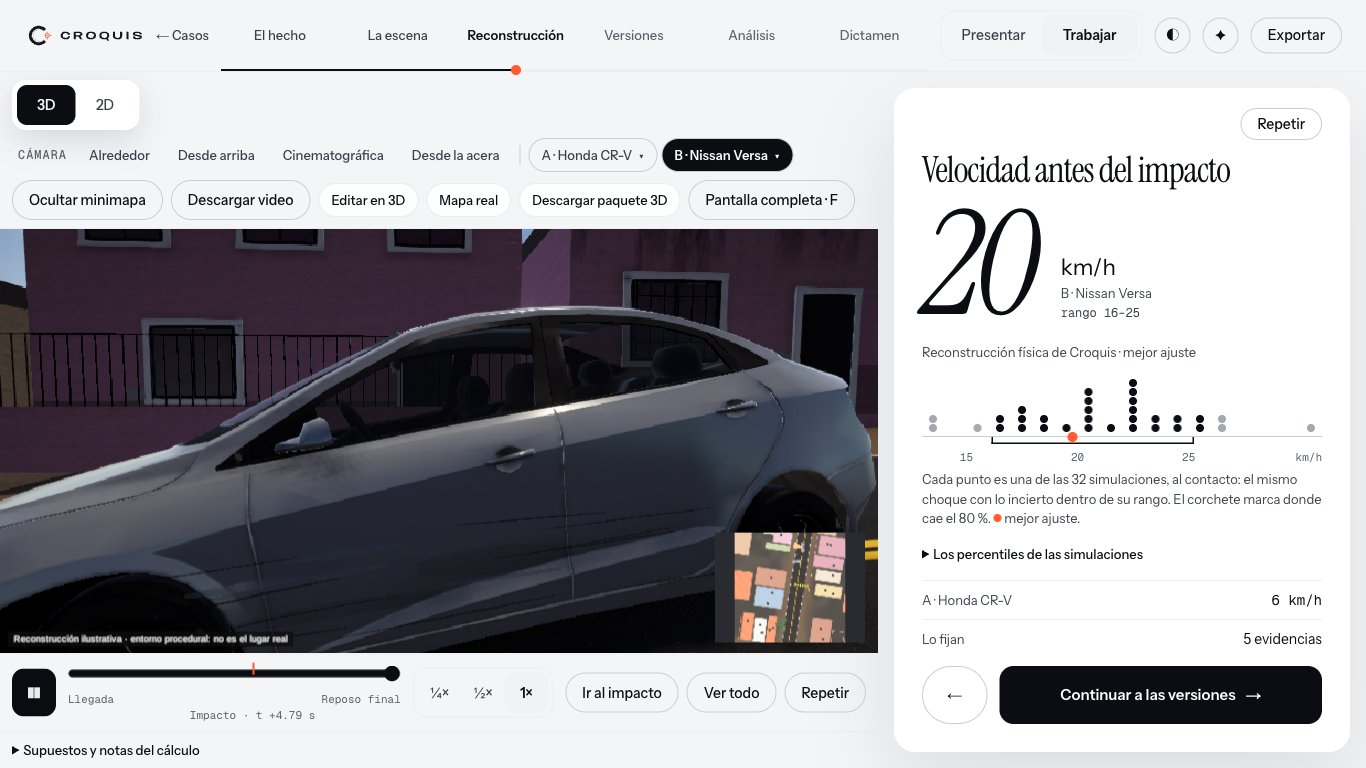 CROQUIS
← Casos
El hecho
La escena
Reconstrucción
Versiones
Análisis
Dictamen
Presentar
Trabajar
Exportar
3D
2D
CÁMARA
Alrededor
Desde arriba
Cinematográfica
Desde la acera
A · Honda CR-V
B · Nissan Versa
Ocultar minimapa
Descargar video
Editar en 3D
Mapa real
Descargar paquete 3D
Pantalla completa · F
Reconstrucción ilustrativa · entorno procedural: no es el lugar real
Llegada
Reposo final
Impacto · t +4.79 s
¼×
½×
1×
Ir al impacto
Ver todo
Repetir
Supuestos y notas del cálculo
Repetir
Velocidad antes del impacto
20
km/h
B · Nissan Versa
rango 16–25
Reconstrucción física de Croquis · mejor ajuste
15
20
25
km/h
Cada punto es una de las 32 simulaciones, al contacto: el mismo
choque con lo incierto dentro de su rango. El corchete marca donde
cae el 80 %. mejor ajuste.
Los percentiles de las simulaciones
A · Honda CR-V
6 km/h
Lo fijan
5 evidencias
←
Continuar a las versiones →